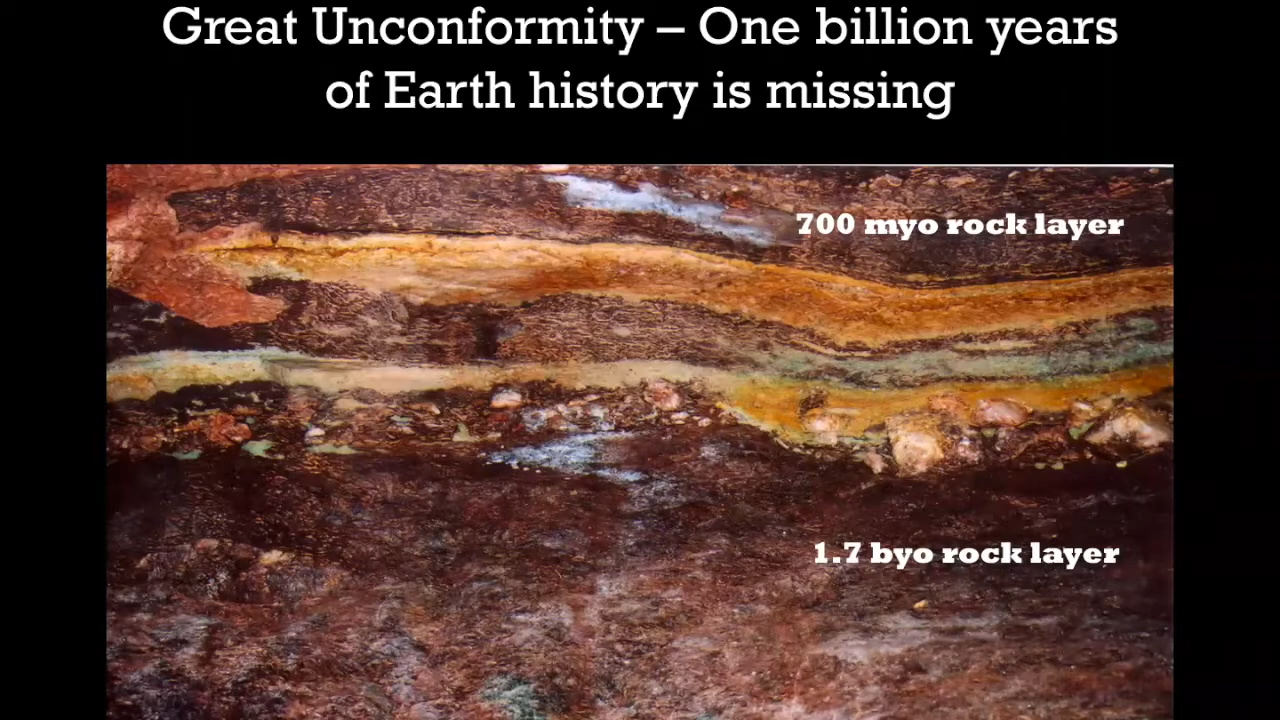 Great Unconformity – One billion years
of Earth history is missing
700 myo rock layer
1.7 byo rock layer